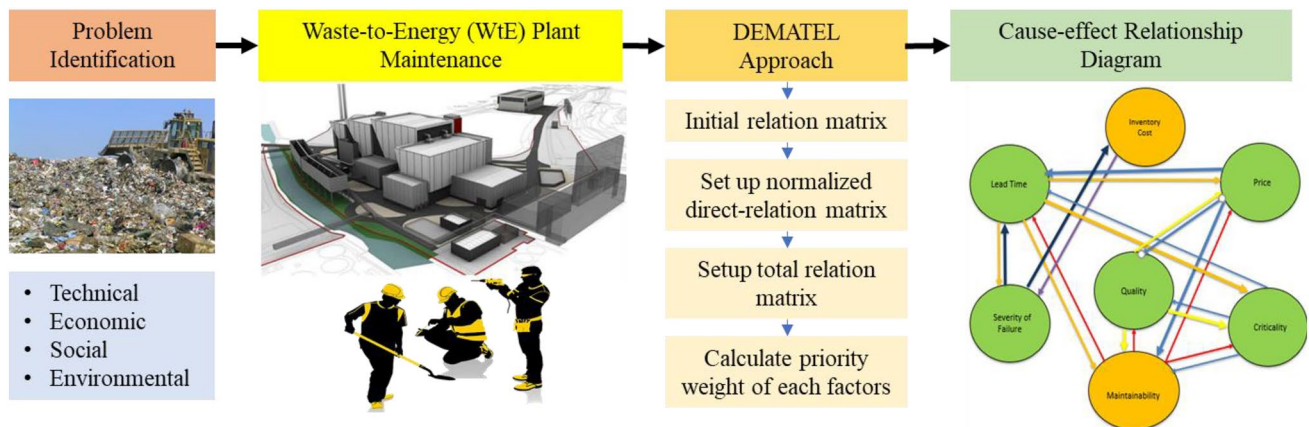 Problem
Identification
Waste-to-Energy (WtE) Plant
Maintenance
DEMATEL
Approach
Cause-effect Relationship
Diagram
• Technical
• Economic
• Social
• Environmental
Initial relation matrix
Set up normalized
direct-relation matrix
Setup total relation
matrix
Calculate priority
weight of each factors
Inventory
Cost
Lead Time
Price
Quality
Severity of
Failure
Criticality
Maintainability